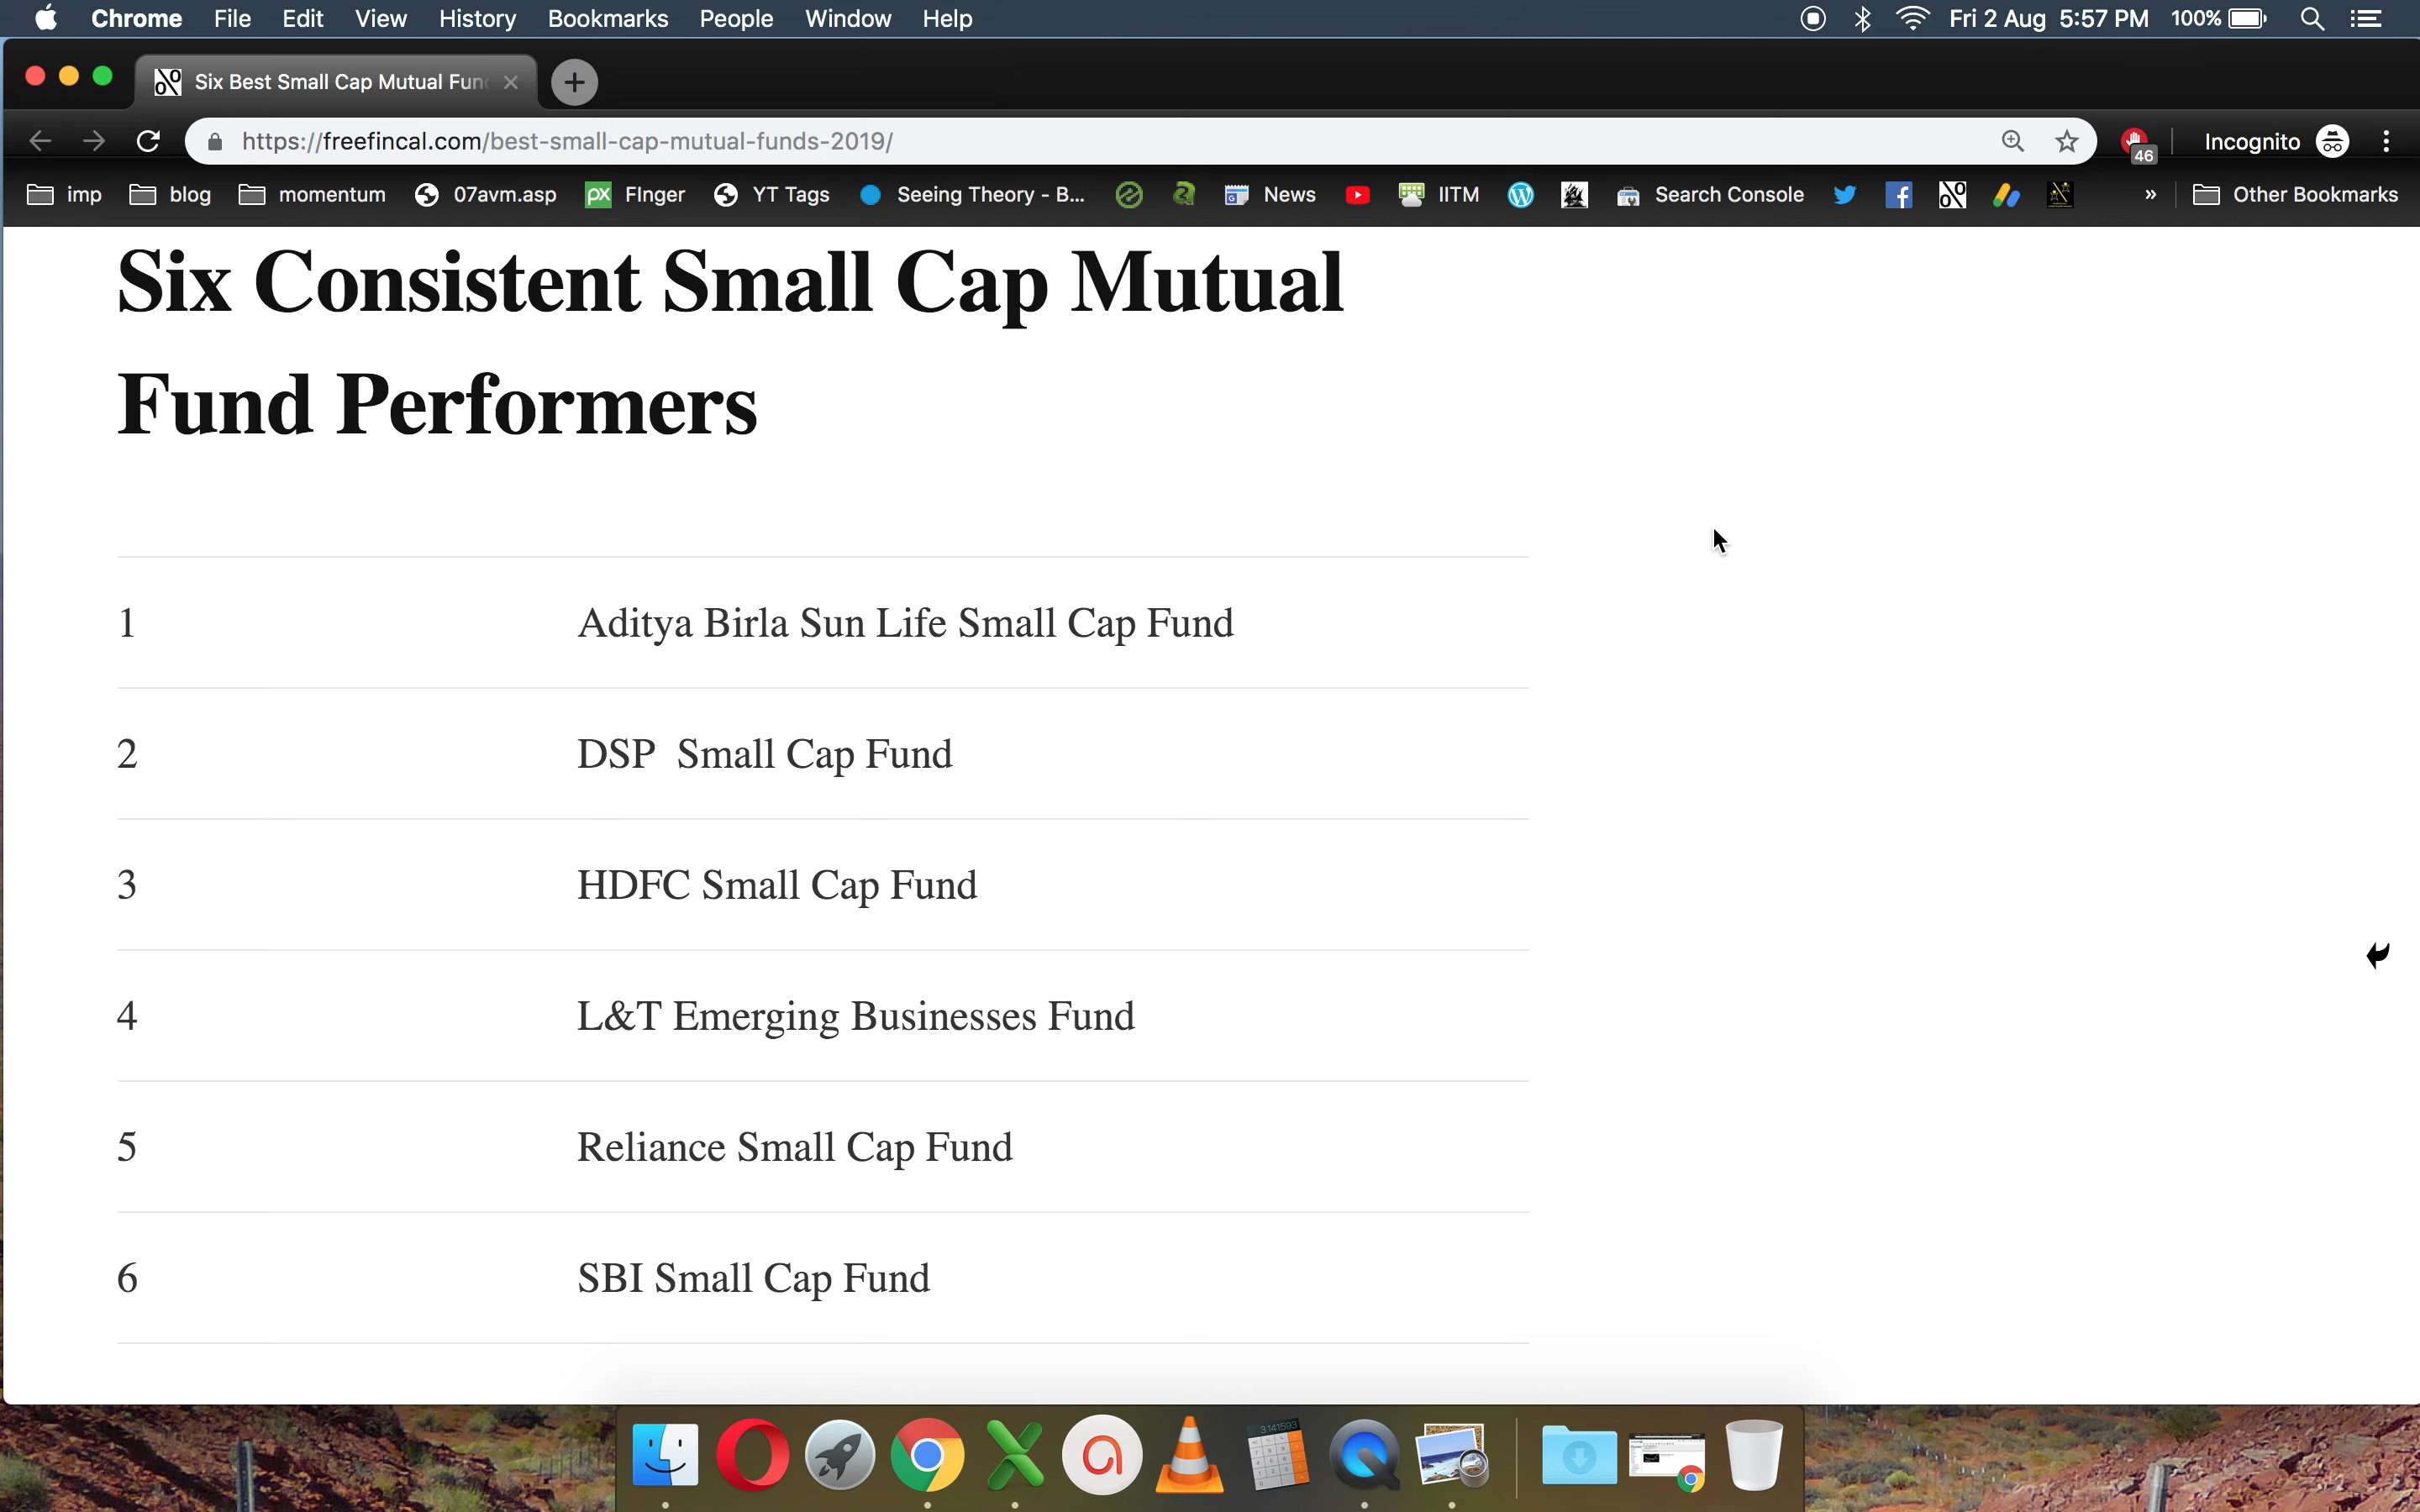 Chrome File Edit View History Bookmarks People Window Help Fri 2 Aug 5:57 PM 100%
Six Best Small Cap Mutual Fun
https://freefincal.com/best-small-cap-mutual-funds-2019/ 46 Incognito
imp blog momentum 07avm.asp px FInger YT Tags Seeing Theory - B... News IITM Search Console » Other Bookmarks
Six Consistent Small Cap Mutual
Fund Performers
1 Aditya Birla Sun Life Small Cap Fund
2 DSP Small Cap Fund
3 HDFC Small Cap Fund
4 L&T Emerging Businesses Fund
5 Reliance Small Cap Fund
6 SBI Small Cap Fund
3.141593